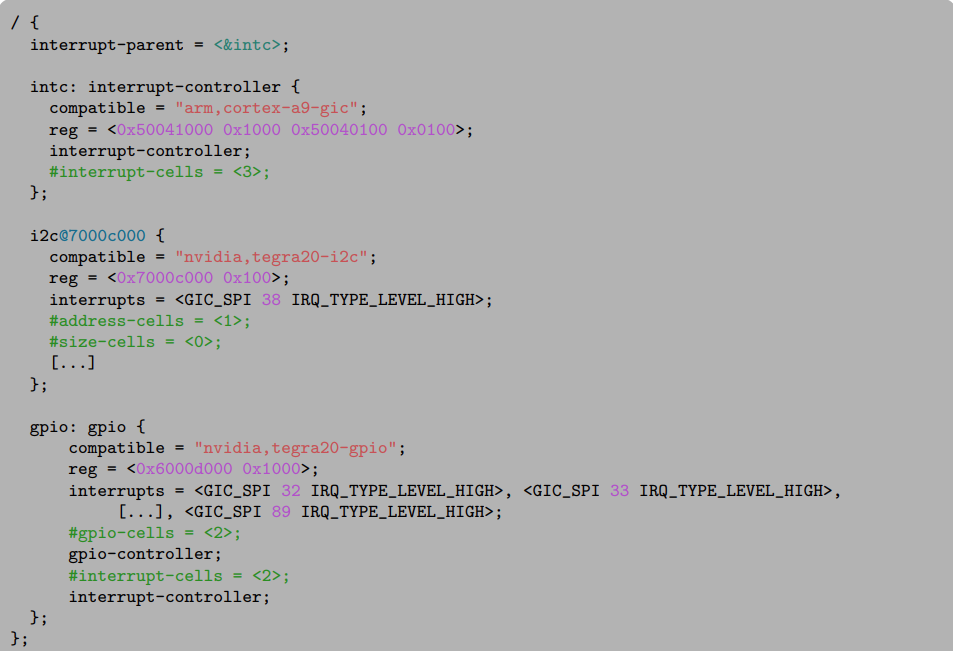 / {
  interrupt-parent = <&intc>;

  intc: interrupt-controller {
    compatible = "arm,cortex-a9-gic";
    reg = <0x50041000 0x1000 0x50040100 0x0100>;
    interrupt-controller;
    #interrupt-cells = <3>;
  };

  i2c@7000c000 {
    compatible = "nvidia,tegra20-i2c";
    reg = <0x7000c000 0x100>;
    interrupts = <GIC_SPI 38 IRQ_TYPE_LEVEL_HIGH>;
    #address-cells = <1>;
    #size-cells = <0>;
    [...]
  };

  gpio: gpio {
      compatible = "nvidia,tegra20-gpio";
      reg = <0x6000d000 0x1000>;
      interrupts = <GIC_SPI 32 IRQ_TYPE_LEVEL_HIGH>, <GIC_SPI 33 IRQ_TYPE_LEVEL_HIGH>,
           [...], <GIC_SPI 89 IRQ_TYPE_LEVEL_HIGH>;
      #gpio-cells = <2>;
      gpio-controller;
      #interrupt-cells = <2>;
      interrupt-controller;
  };
};